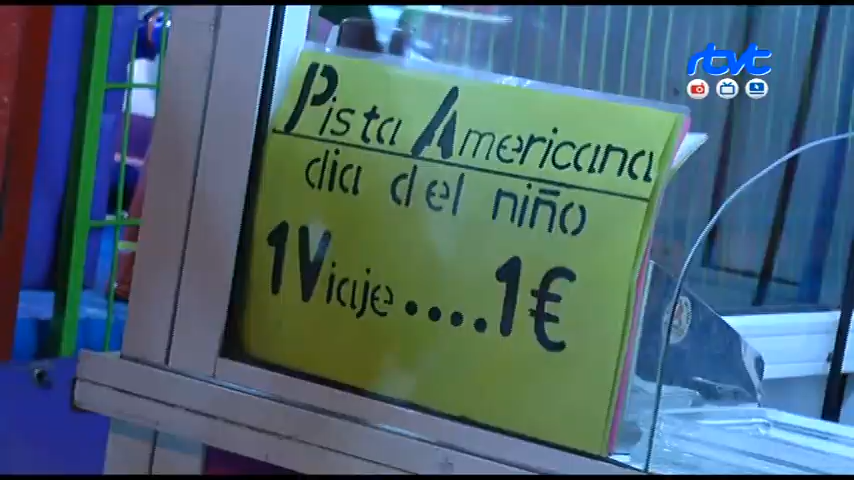 rtvt
Pista Americana
dia del niño
1 Viaje....1€